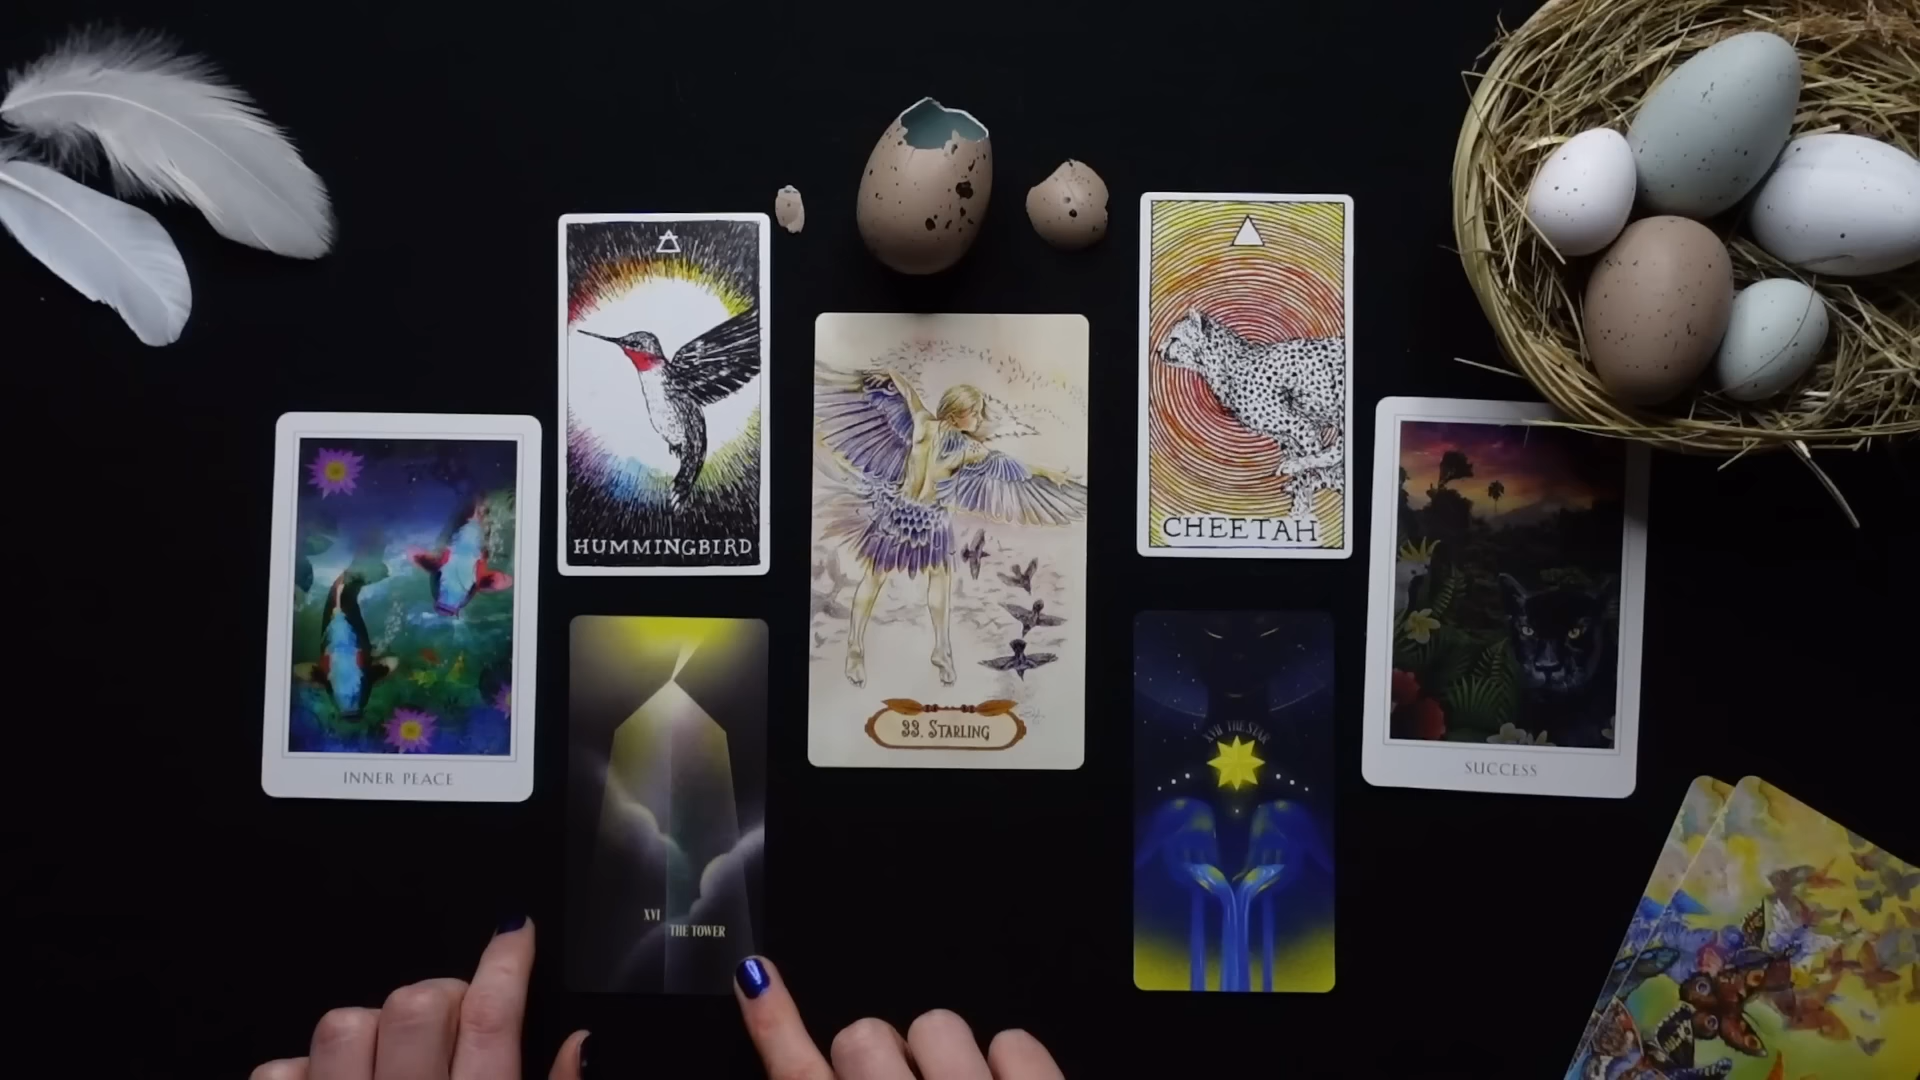 HUMMINGBIRD
CHEETAH
33. STARLING
INNER PEACE
SUCCESS
XVI
THE TOWER
XVII THE STAR